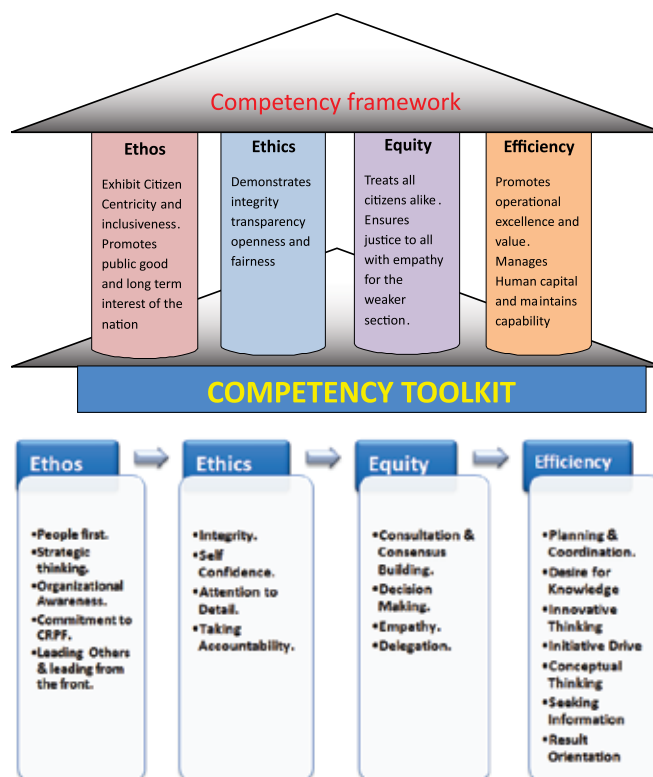 Competency framework
Ethos
Exhibit Citizen
Centricity and
inclusiveness.
Promotes
public good
and long term
interest of the
nation
Ethics
Demonstrates
integrity
transparency
openness and
fairness
Equity
Treats all
citizens alike .
Ensures
justice to all
with empathy
for the
weaker
section.
Efficiency
Promotes
operational
excellence and
value.
Manages
Human capital
and maintains
capability
COMPETENCY TOOLKIT
Ethos
•People first.
•Strategic
thinking.
•Organizational
Awareness.
•Commitment to
CRPF.
•Leading Others
& leading from
the front.
Ethics
•Integrity.
•Self
Confidence.
•Attention to
Detail.
•Taking
Accountability.
Equity
•Consultation &
Consensus
Building.
•Decision
Making.
•Empathy.
•Delegation.
Efficiency
•Planning &
Coordination.
•Desire for
Knowledge
•Innovative
Thinking
•Initiative Drive
•Conceptual
Thinking
•Seeking
Information
•Result
Orientation